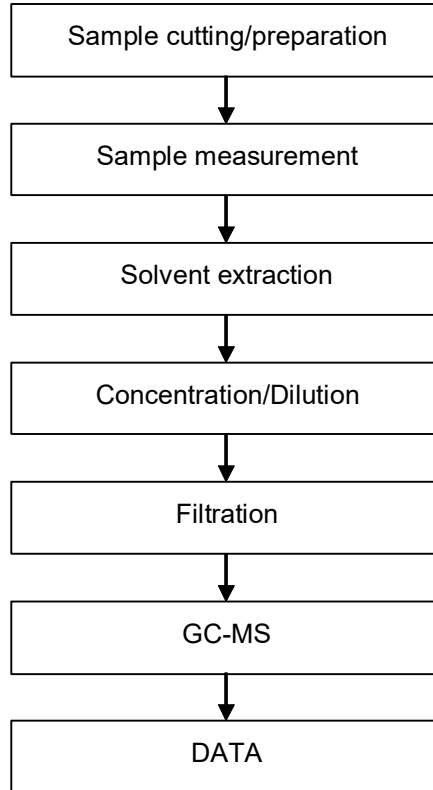 Sample cutting/preparation
Sample measurement
Solvent extraction
Concentration/Dilution
Filtration
GC-MS
DATA